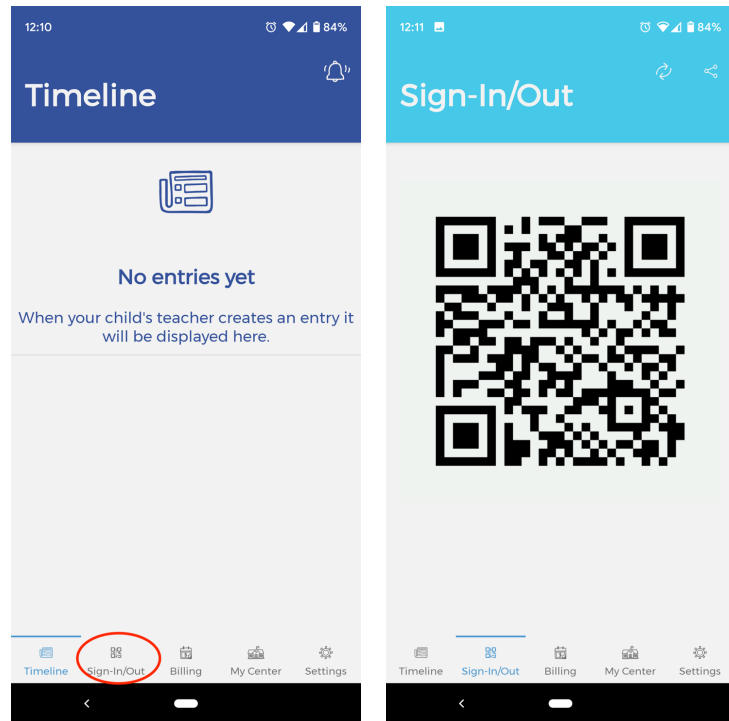 12:10
84%
Timeline
No entries yet
When your child's teacher creates an entry it
will be displayed here.
Timeline
Sign-In/Out
Billing
My Center
Settings
12:11
84%
Sign-In/Out
Timeline
Sign-In/Out
Billing
My Center
Settings